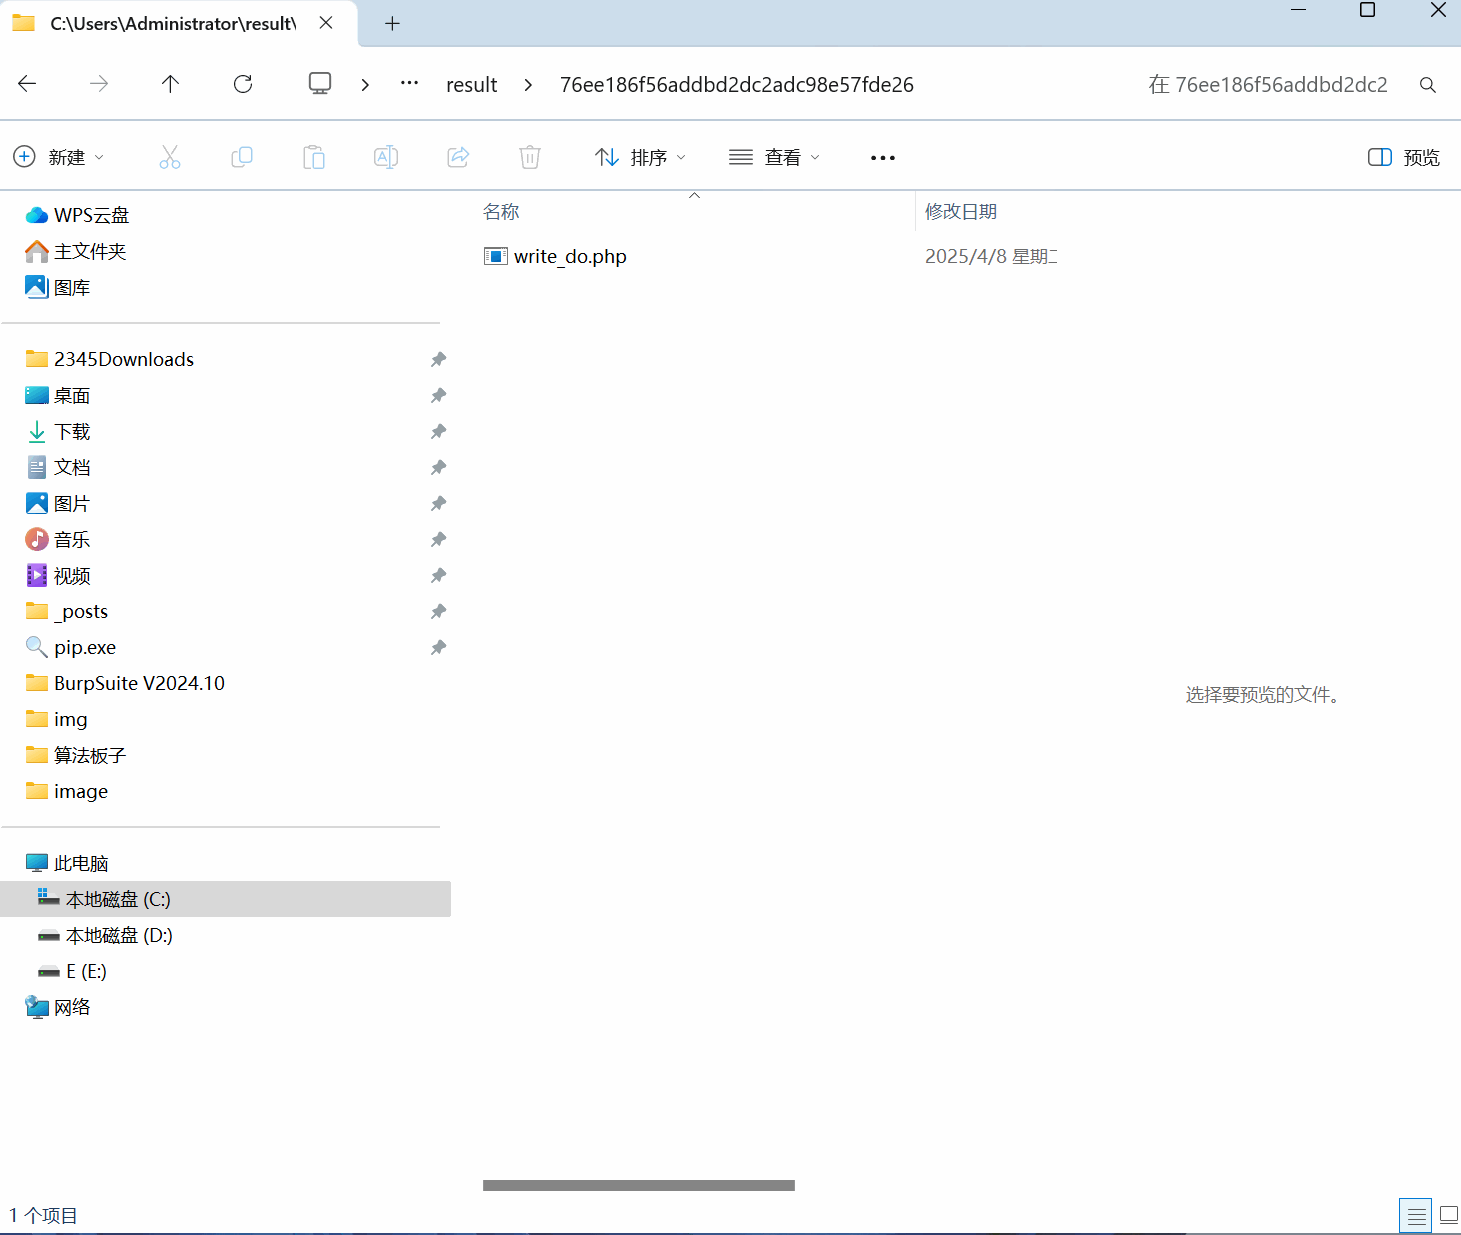 C:\Users\Administrator\result\
result
76ee186f56addbd2dc2adc98e57fde26
在 76ee186f56addbd2dc2
新建
排序
查看
预览
WPS云盘
主文件夹
图库
2345Downloads
桌面
下载
文档
图片
音乐
视频
_posts
pip.exe
BurpSuite V2024.10
img
算法板子
image
此电脑
本地磁盘 (C:)
本地磁盘 (D:)
E (E:)
网络
名称
修改日期
write_do.php
2025/4/8 星期二
选择要预览的文件。
1 个项目